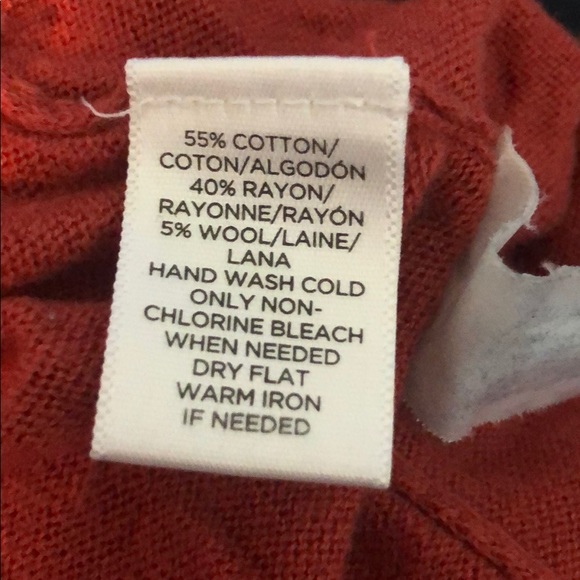 55% COTTON/
COTON/ALGODÓN
40% RAYON/
RAYONNE/RAYÓN
5% WOOL/LAINE/
LANA
HAND WASH COLD
ONLY NON-
CHLORINE BLEACH
WHEN NEEDED
DRY FLAT
WARM IRON
IF NEEDED